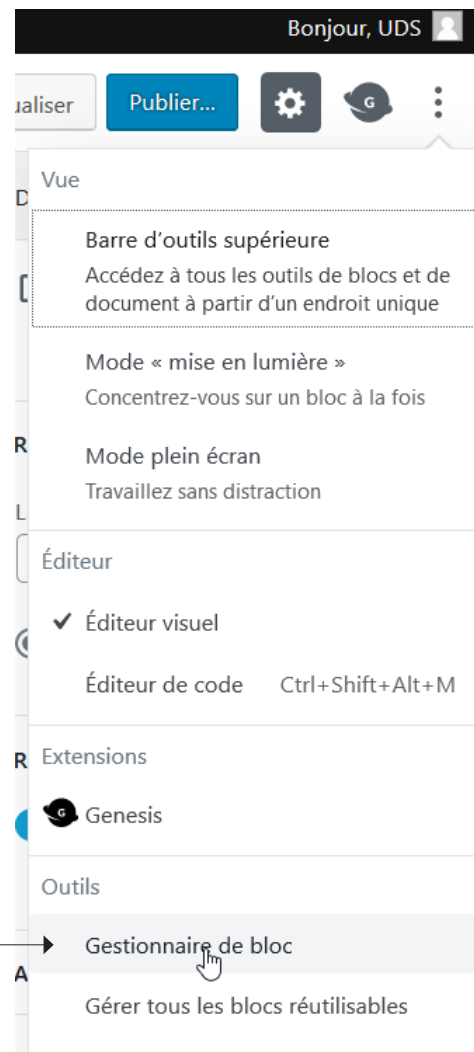 Bonjour, UDS
ualiser
Publier...
G
Vue
D
Barre d'outils supérieure
Accédez à tous les outils de blocs et de
document à partir d'un endroit unique
Mode « mise en lumière »
Concentrez-vous sur un bloc à la fois
R
Mode plein écran
Travaillez sans distraction
L
Éditeur
✔ Éditeur visuel
Éditeur de code Ctrl+Shift+Alt+M
R
Extensions
G
Genesis
Outils
Gestionnaire de bloc
A
Gérer tous les blocs réutilisables